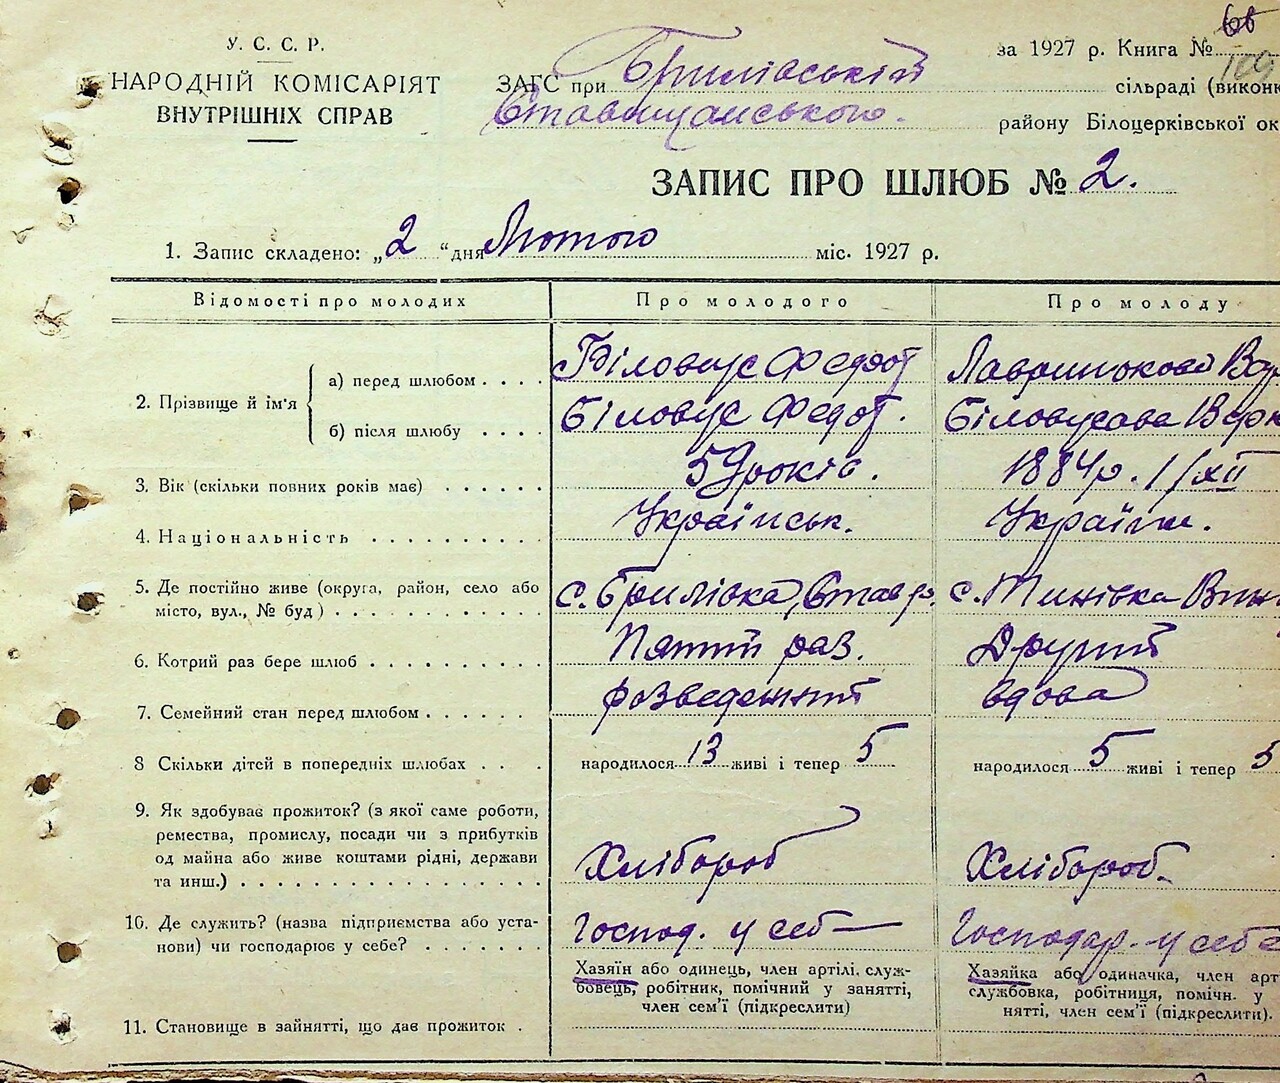 У. С. С. Р.
НАРОДНІЙ КОМІСАРІЯТ
ВНУТРІШНІХ СПРАВ
за 1927 р. Книга №
ЗАГС при Бриливській сільраді (виконк
Ставищанського. району Білоцерківської ок
ЗАПИС ПРО ШЛЮБ № 2.
1. Запис складено: „2 “ дня Лютого міс. 1927 р.
Відомості про молодих
Про молодого
Про молоду
2. Прізвище й ім'я
а) перед шлюбом . . . .
Біловус Федот
Лавринюкова
б) після шлюбу . . . .
Біловус Федот.
Біловусова
3. Вік (скільки повних років має) . . . . . .
59 років.
1884 р. 1/XII
4. Національність . . . . . . . . . .
Українськ.
Україн.
5. Де постійно живе (округа, район, село або
місто, вул., № буд ) . . . . . . . . . . . .
с. Брилівка, Став р.
с. Тинівка
6. Котрий раз бере шлюб . . . . . . . . . .
Пятий раз.
Другий
7. Семейний стан перед шлюбом . . . . . .
розведений
вдова
8 Скільки дітей в попередніх шлюбах . . . .
народилося 13 живі і тепер 5
народилося 5 живі і тепер 5
9. Як здобуває прожиток? (з якої саме роботи,
ремества, промислу, посади чи з прибутків
од майна або живе коштами рідні, держави
та инш.) . . . . . . . . . . . . . . . . .
Хлібороб
Хлібороб
10. Де служить? (назва підприємства або уста-
нови) чи господарює у себе? . . . . . . .
Господ. у себ
Господар. у себе
Хазяїн або одинець, член артілі, служ-
бовець, робітник, помічний у занятті,
член сем'ї (підкреслити)
Хазяйка або одиначка, член арт
службовка, робітниця, помічн. у
нятті, член сем'ї (підкреслити).
11. Становище в зайнятті, що дає прожиток .